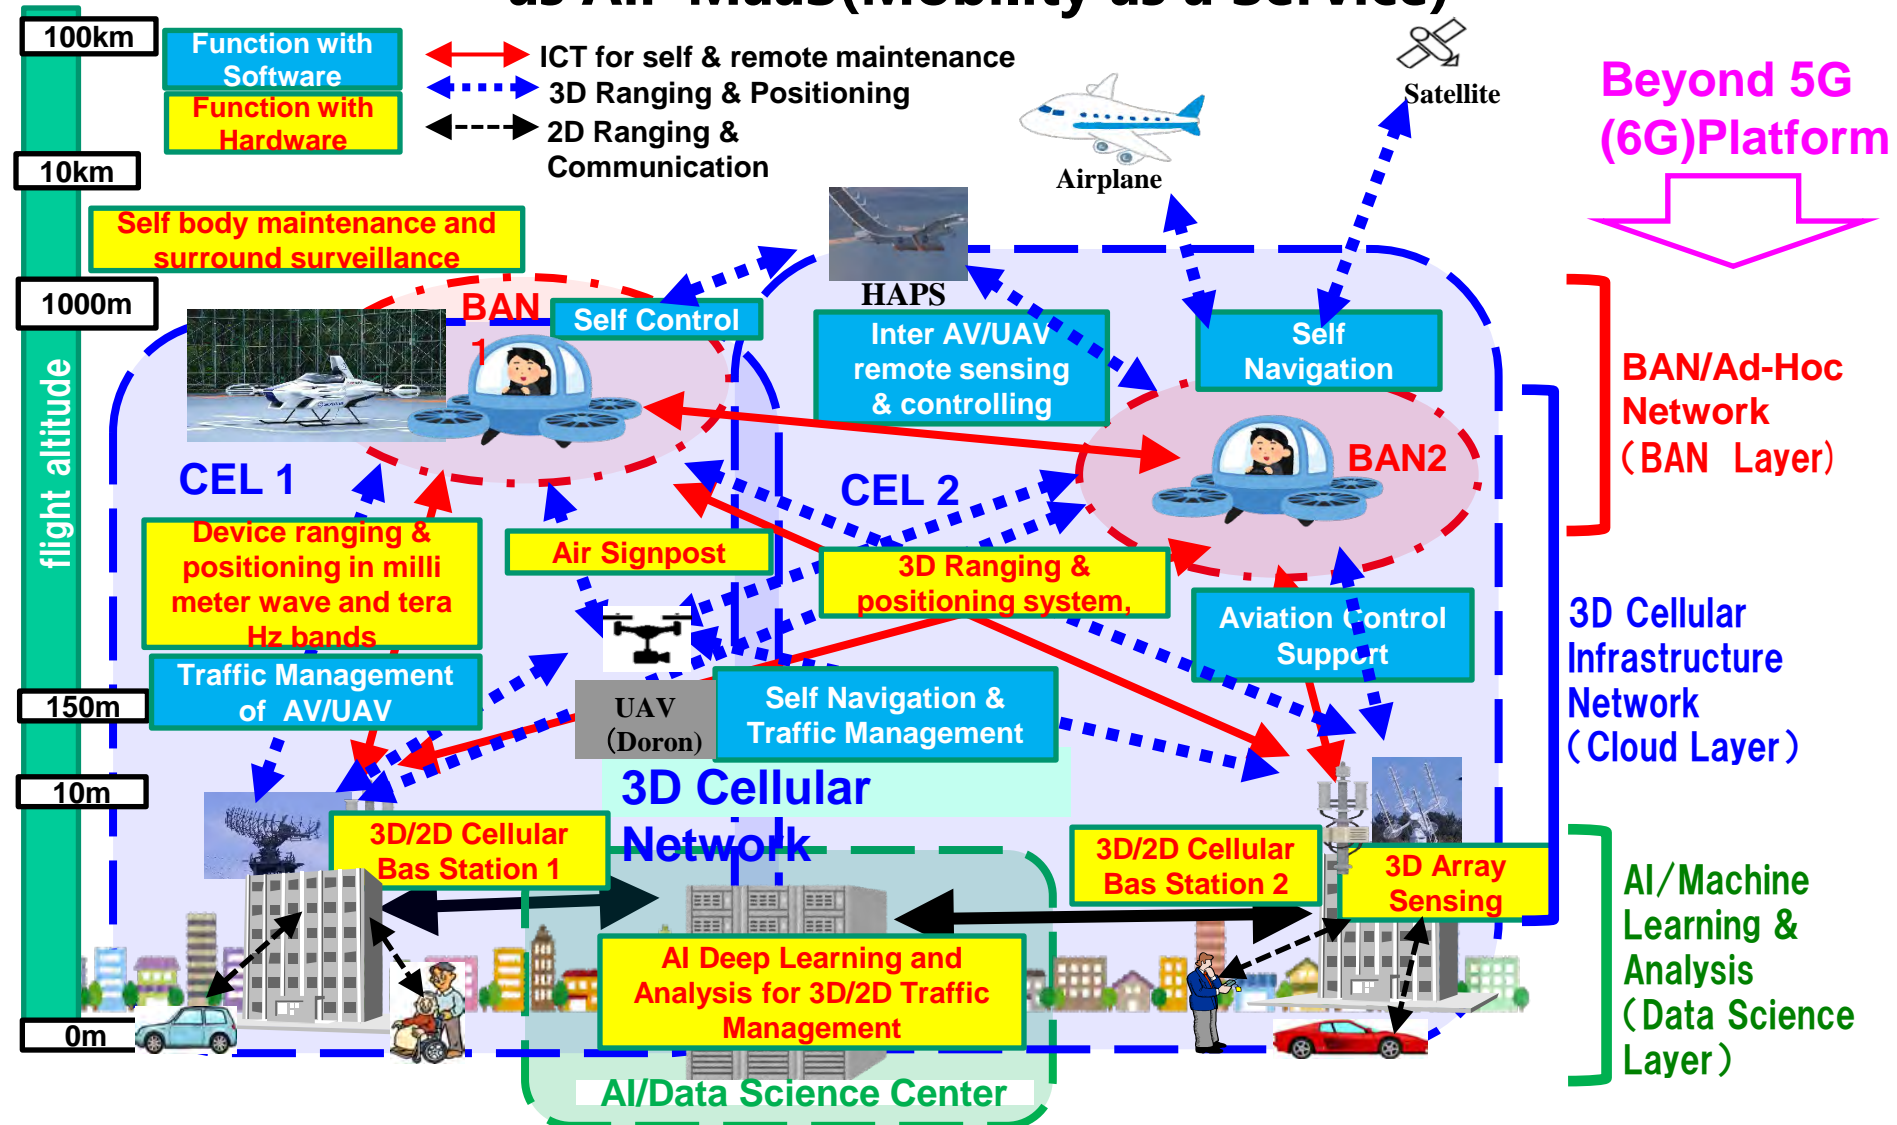 as Air-MaaS(Mobility as a Service)
100km
Function with
Software
Function with
Hardware
ICT for self & remote maintenance
3D Ranging & Positioning
2D Ranging &
Communication
Satellite
Airplane
Beyond 5G
(6G)Platform
10km
Self body maintenance and
surround surveillance
1000m
BAN
1
Self Control
HAPS
Inter AV/UAV
remote sensing
& controlling
Self
Navigation
BAN/Ad-Hoc
Network
(BAN Layer)
flight altitude
CEL 1
CEL 2
BAN2
Device ranging &
positioning in milli
meter wave and tera
Hz bands
Air Signpost
3D Ranging &
positioning system,
Aviation Control
Support
3D Cellular
Infrastructure
Network
(Cloud Layer)
Traffic Management
of AV/UAV
150m
UAV
(Doron)
Self Navigation &
Traffic Management
10m
3D Cellular
Network
3D/2D Cellular
Bas Station 1
3D/2D Cellular
Bas Station 2
3D Array
Sensing
AI/Machine
Learning &
Analysis
(Data Science
Layer)
AI Deep Learning and
Analysis for 3D/2D Traffic
Management
0m
AI/Data Science Center